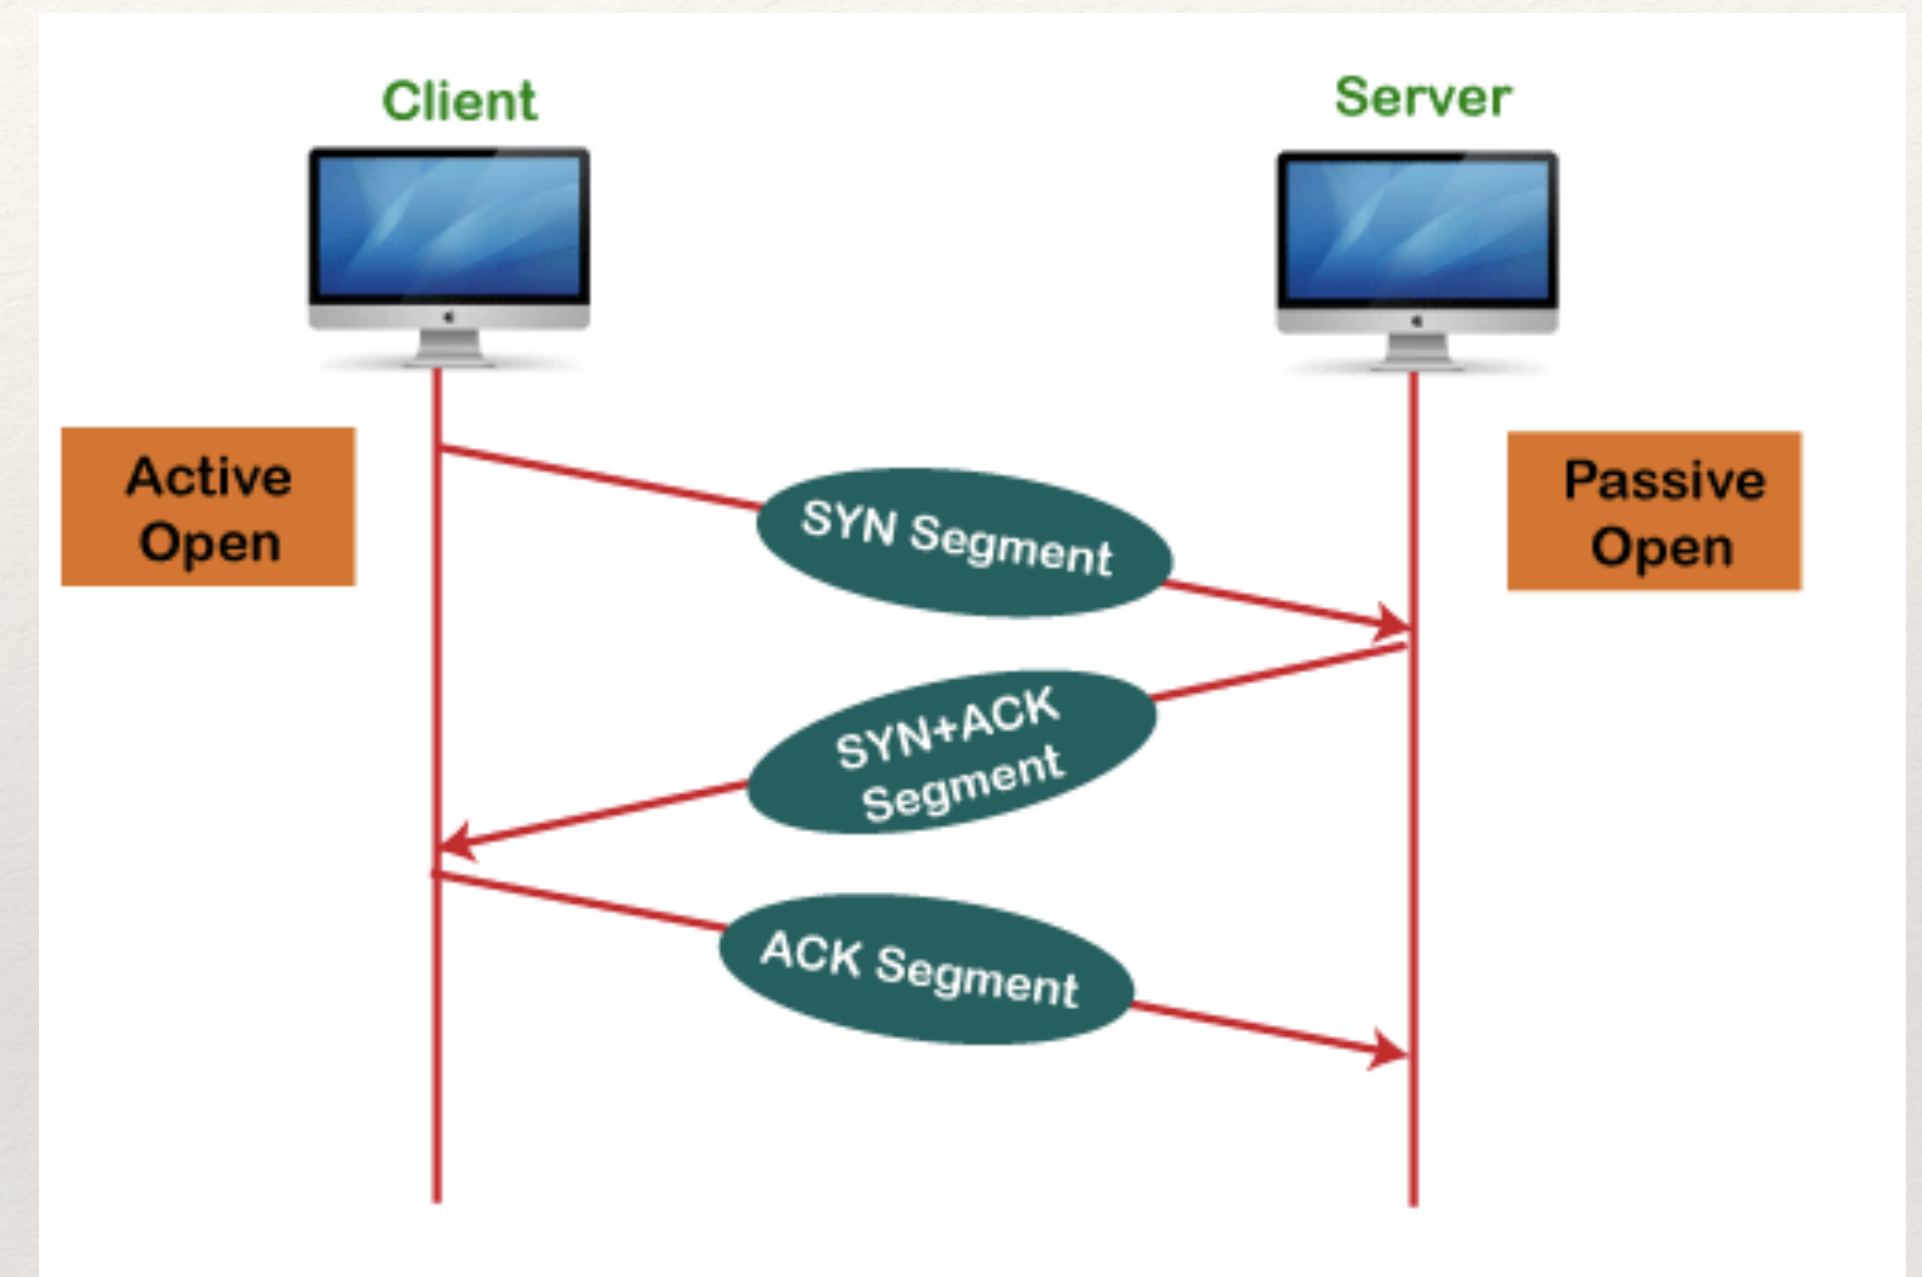 Client
Server
Active
Open
Passive
Open
SYN Segment
SYN+ACK
Segment
ACK Segment